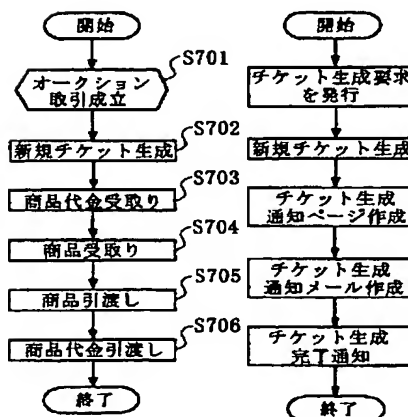 開始
S701
オークション
取引成立
S702
新規チケット生成
S703
商品代金受取り
S704
商品受取り
S705
商品引渡し
S706
商品代金引渡し
終了
開始
チケット生成要求
を発行
新規チケット生成
チケット生成
通知ページ作成
チケット生成
通知メール作成
チケット生成
完了通知
終了